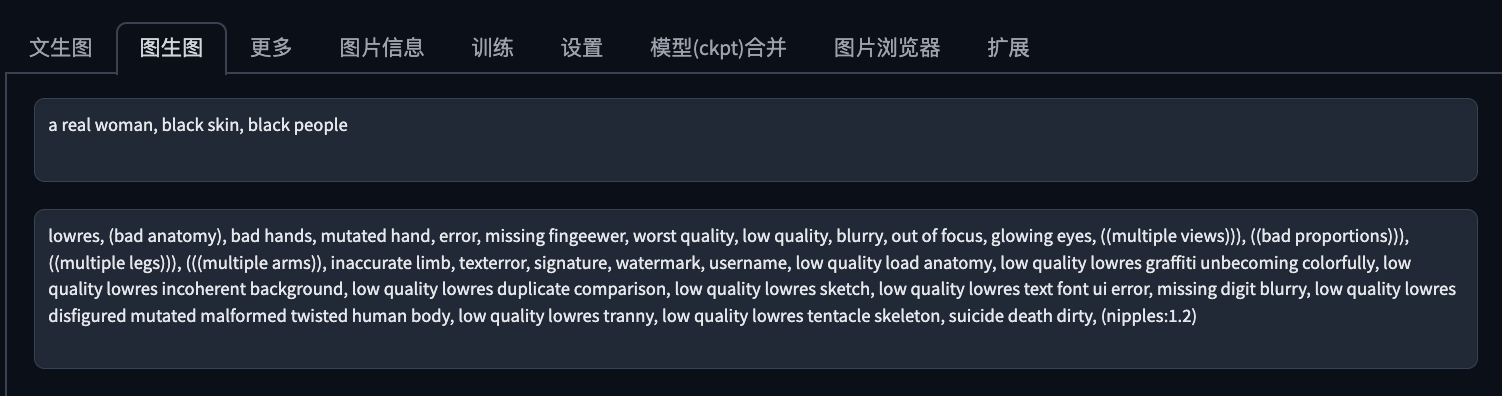 文生图 图生图 更多 图片信息 训练 设置 模型(ckpt)合并 图片浏览器 扩展
a real woman, black skin, black people
lowres, (bad anatomy), bad hands, mutated hand, error, missing fingeewer, worst quality, low quality, blurry, out of focus, glowing eyes, ((multiple views))), ((bad proportions))),
((multiple legs))), (((multiple arms)), inaccurate limb, texterror, signature, watermark, username, low quality load anatomy, low quality lowres graffiti unbecoming colorfully, low
quality lowres incoherent background, low quality lowres duplicate comparison, low quality lowres sketch, low quality lowres text font ui error, missing digit blurry, low quality lowres
disfigured mutated malformed twisted human body, low quality lowres tranny, low quality lowres tentacle skeleton, suicide death dirty, (nipples:1.2)